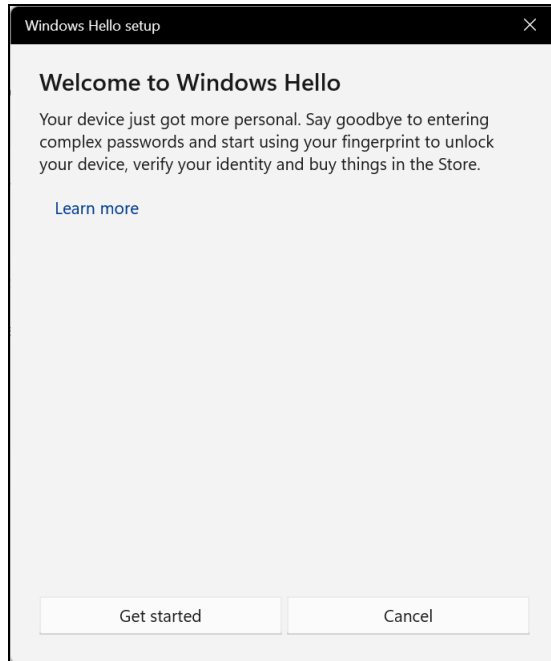 Windows Hello setup
Welcome to Windows Hello
Your device just got more personal. Say goodbye to entering
complex passwords and start using your fingerprint to unlock
your device, verify your identity and buy things in the Store.
Learn more
Get started
Cancel